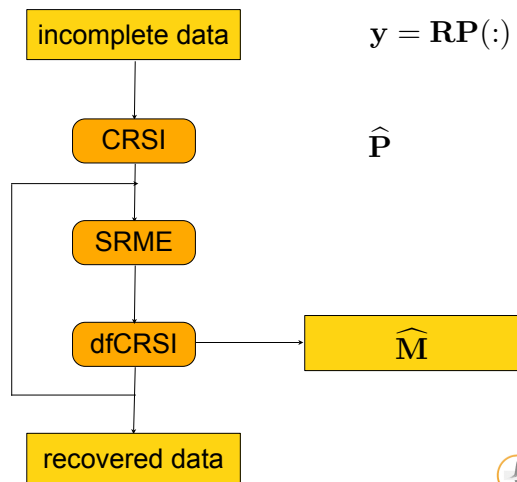 incomplete data
y = RP(:)
CRSI
P̂
SRME
dfCRSI
M̂
recovered data